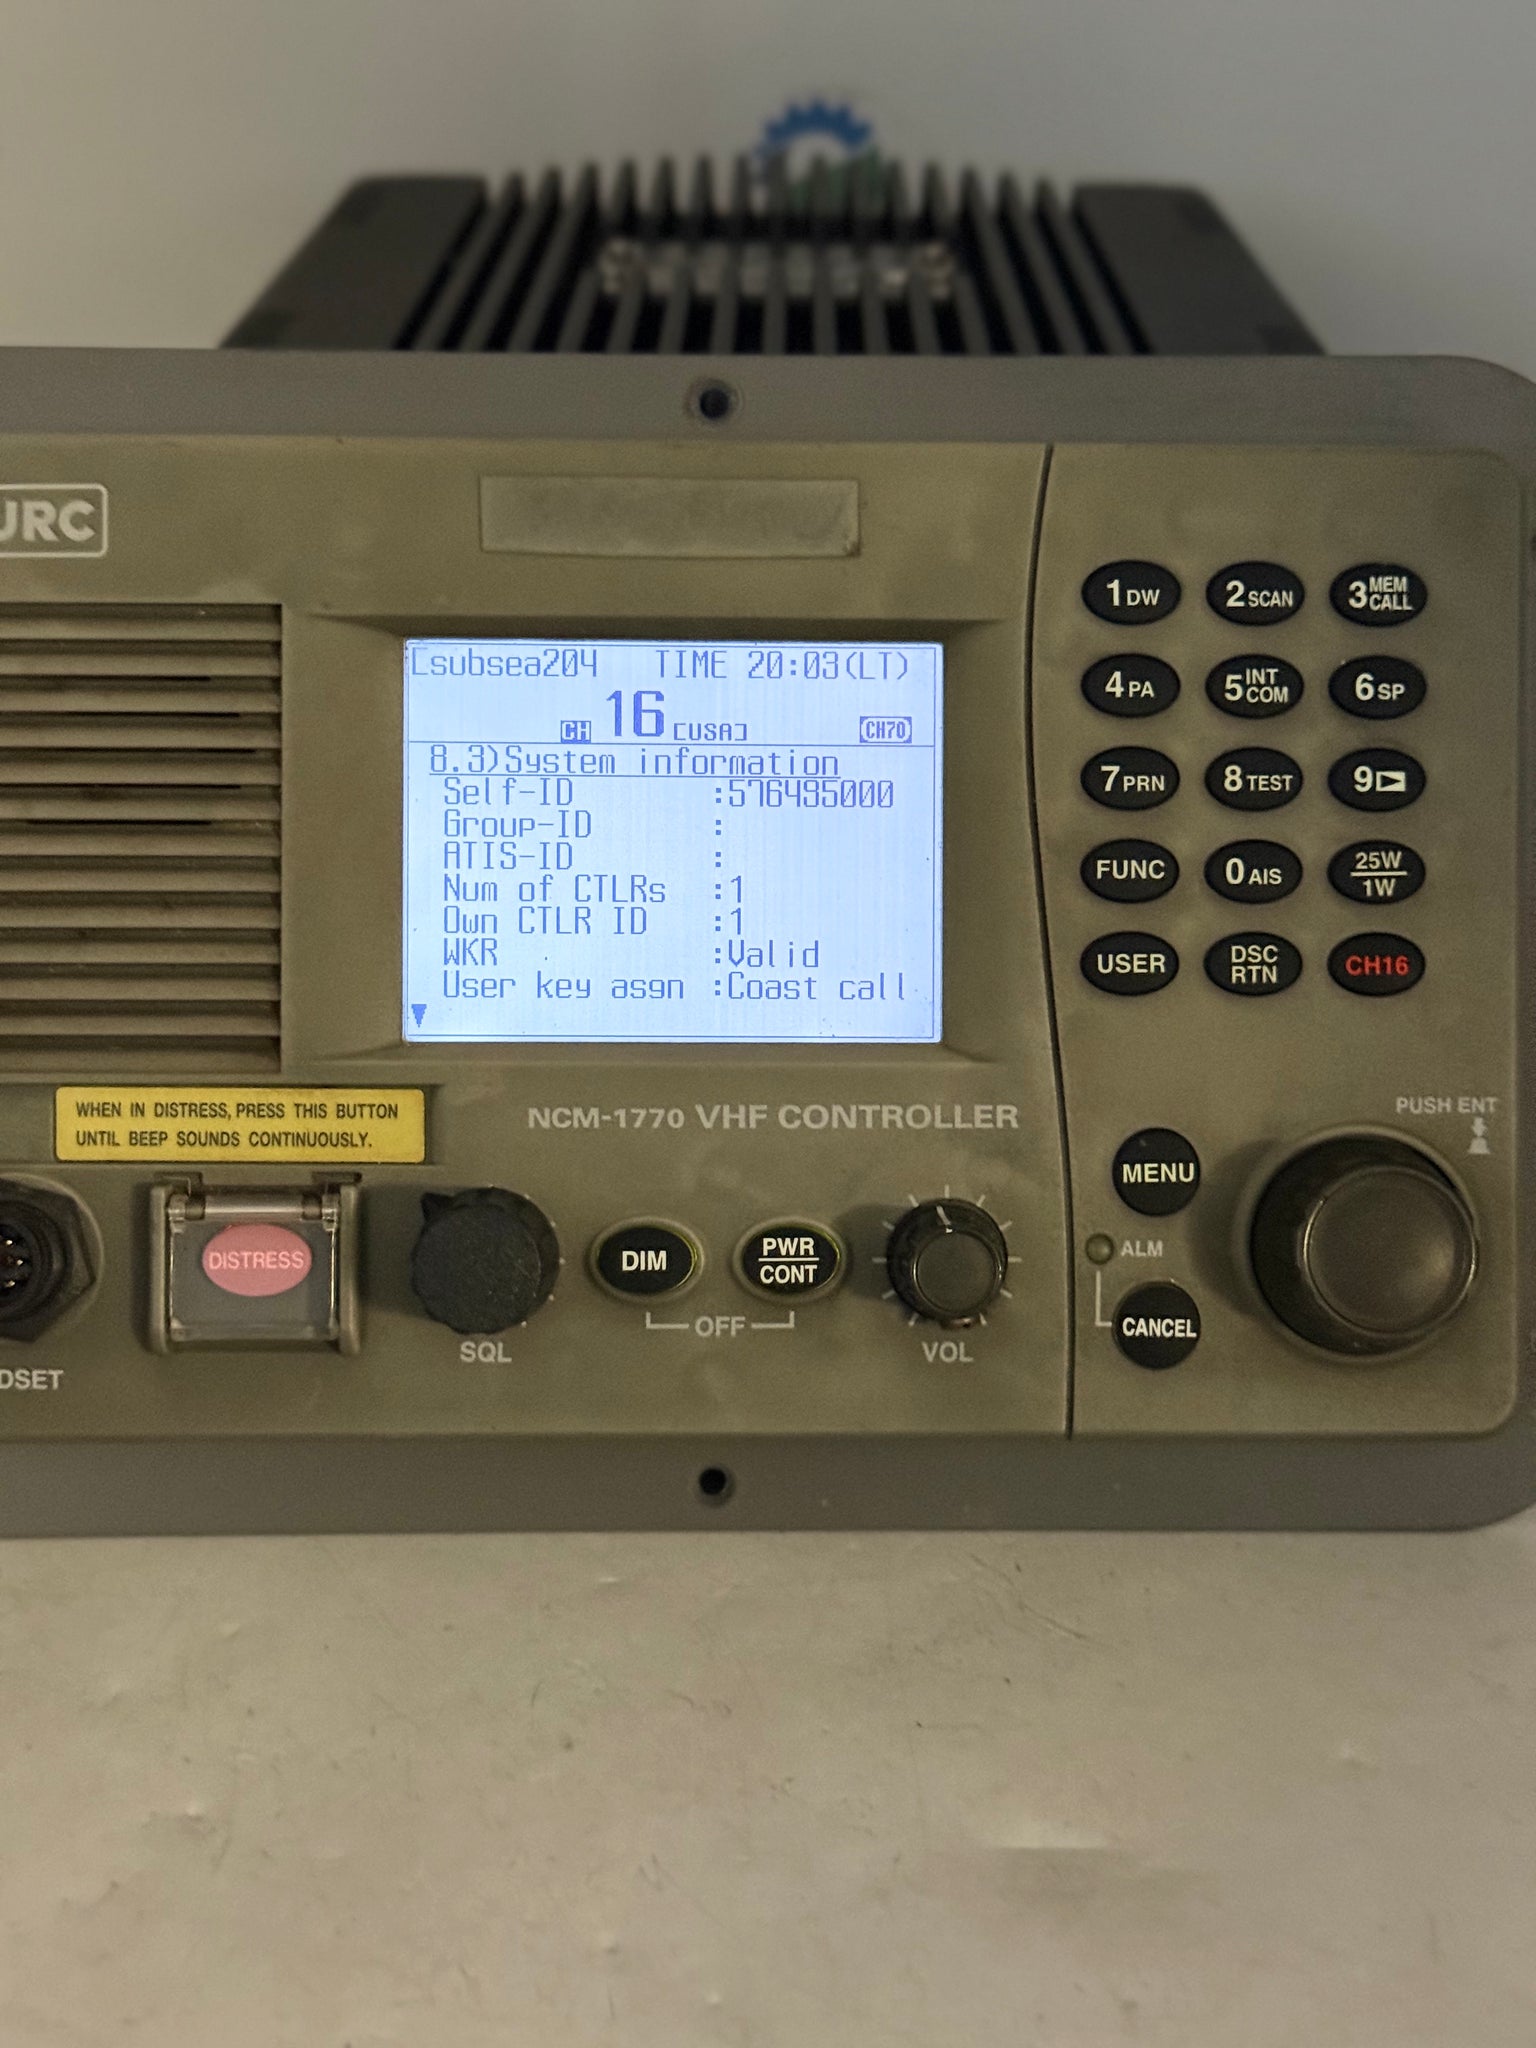 JRC
[subsea204 TIME 20:03(LT)
CH 16 [USA] CH70
8.3)System information
Self-ID :576495000
Group-ID :
ATIS-ID :
Num of CTLRs :1
Own CTLR ID :1
WKR :Valid
User key asgn :Coast call
1 DW 2 SCAN 3 MEM CALL
4 PA 5 INT COM 6 SP
7 PRN 8 TEST 9
FUNC 0 AIS 25W 1W
USER DSC RTN CH16
WHEN IN DISTRESS, PRESS THIS BUTTON
UNTIL BEEP SOUNDS CONTINUOUSLY.
NCM-1770 VHF CONTROLLER
PUSH ENT
MENU
DISTRESS
DIM
PWR
CONT
ALM
OFF
CANCEL
SQL
VOL
DSET